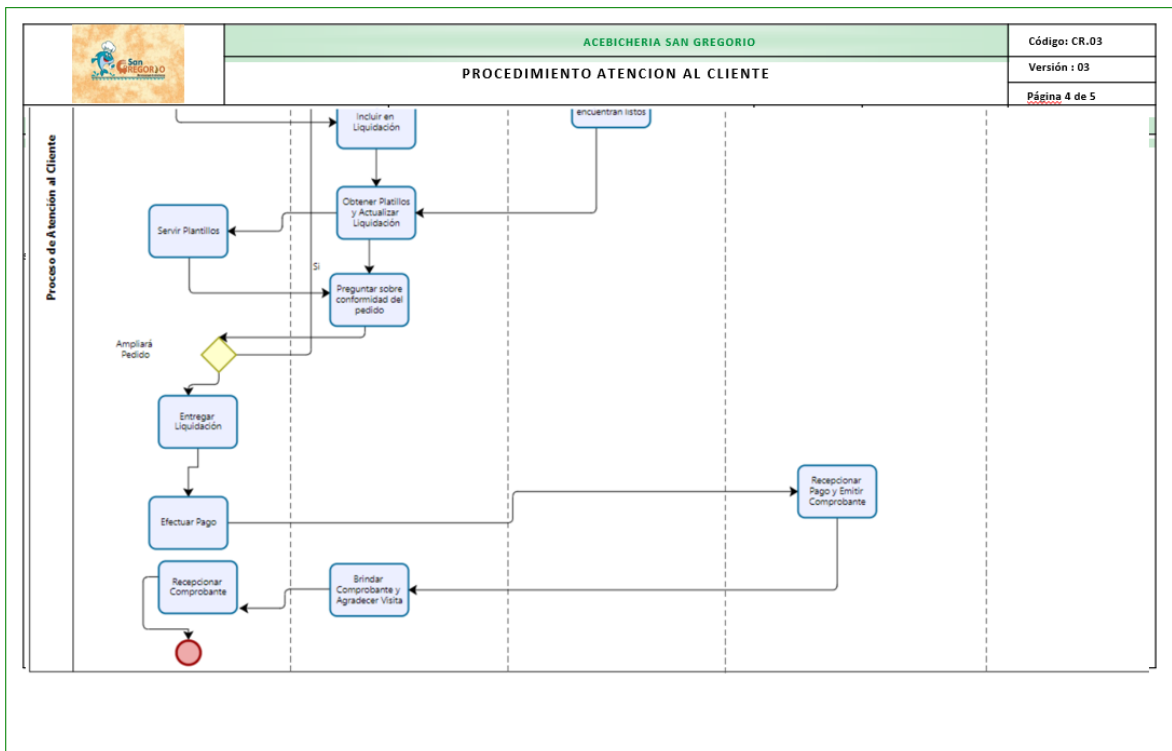 San
GREGORIO
ACEBICHERIA SAN GREGORIO
PROCEDIMIENTO ATENCION AL CLIENTE
Código: CR.03
Versión : 03
Página 4 de 5
Proceso de Atención al Cliente
Incluir en
Liquidación
encuentran listos
Obtener Platillos
y Actualizar
Liquidación
Servir Plantillos
Si
Preguntar sobre
conformidad del
pedido
Ampliará
Pedido
Entregar
Liquidación
Recepcionar
Pago y Emitir
Comprobante
Efectuar Pago
Recepcionar
Comprobante
Brindar
Comprobante y
Agradecer Visita